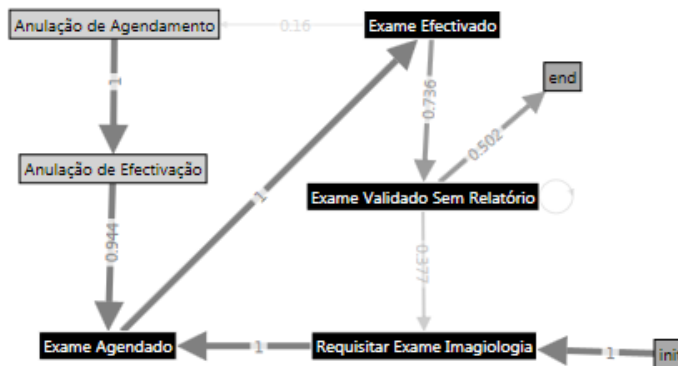 Anulação de Agendamento
0.16
Exame Efectivado
end
1
0.736
0.502
Anulação de Efectivação
1
Exame Validado Sem Relatório
0.944
0.377
Exame Agendado
1
Requisitar Exame Imagiologia
1
init